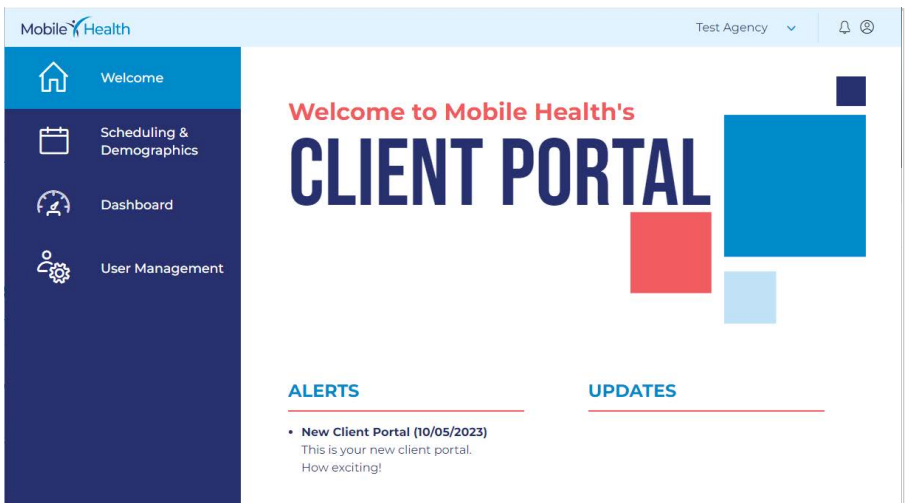 Mobile Health
Test Agency
Welcome
Scheduling &
Demographics
Dashboard
User Management
Welcome to Mobile Health's
CLIENT PORTAL
ALERTS
• New Client Portal (10/05/2023)
This is your new client portal.
How exciting!
UPDATES